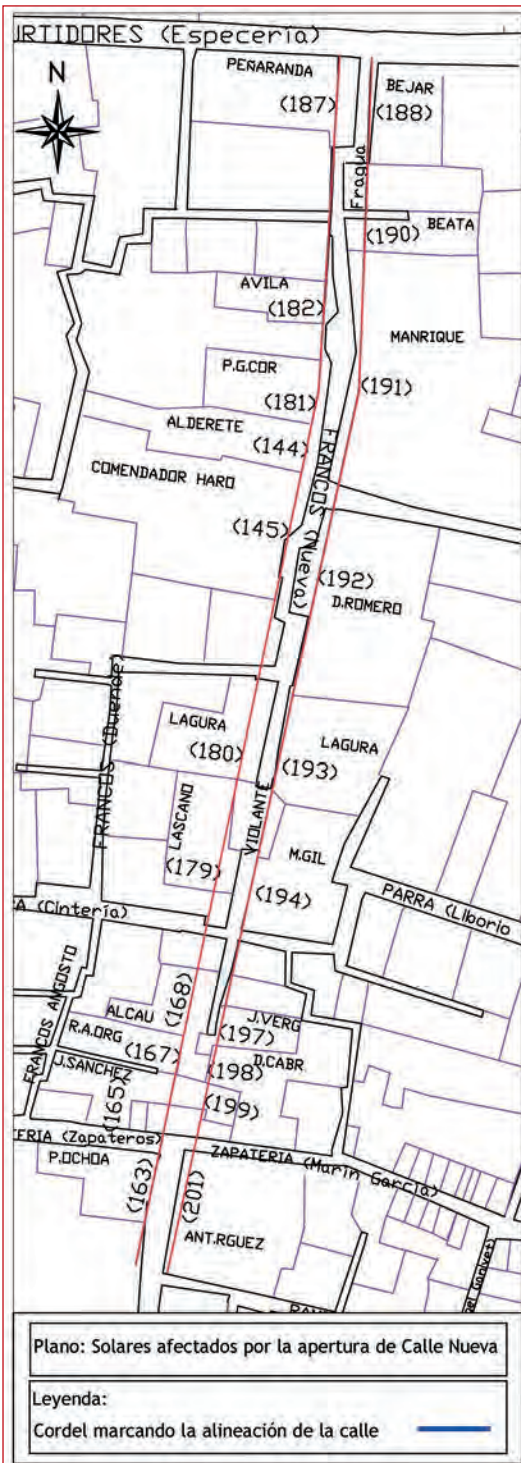 URTIDORES (Especería)
PEÑARANDA
N
(187)
BEJAR
(188)
Fragua
(190)
BEATA
AVILA
(182)
MANRIQUE
P.G.COR
(191)
(181)
ALDERETE
(144)
COMENDADOR HARO
FRANCOS (Nueva)
(145)
(192)
D.ROMERO
FRANCOS (Duende)
LAGURA
(180)
LAGURA
(193)
LASCANO
VIOLANTE
M.GIL
(179)
(194)
PARRA (Liborio
A (Cintería)
FRANCOS ANGOSTO
(168)
ALCAU
J.VERG
(197)
R.A.ORG
(167)
D.CABR
(198)
J.SANCHEZ
(165)
(199)
TERIA (Zapateros)
ZAPATERIA (Marín García)
P.OCHOA
(163)
(201)
ANT.RGUEZ
Plano: Solares afectados por la apertura de Calle Nueva
Leyenda:
Cordel marcando la alineación de la calle